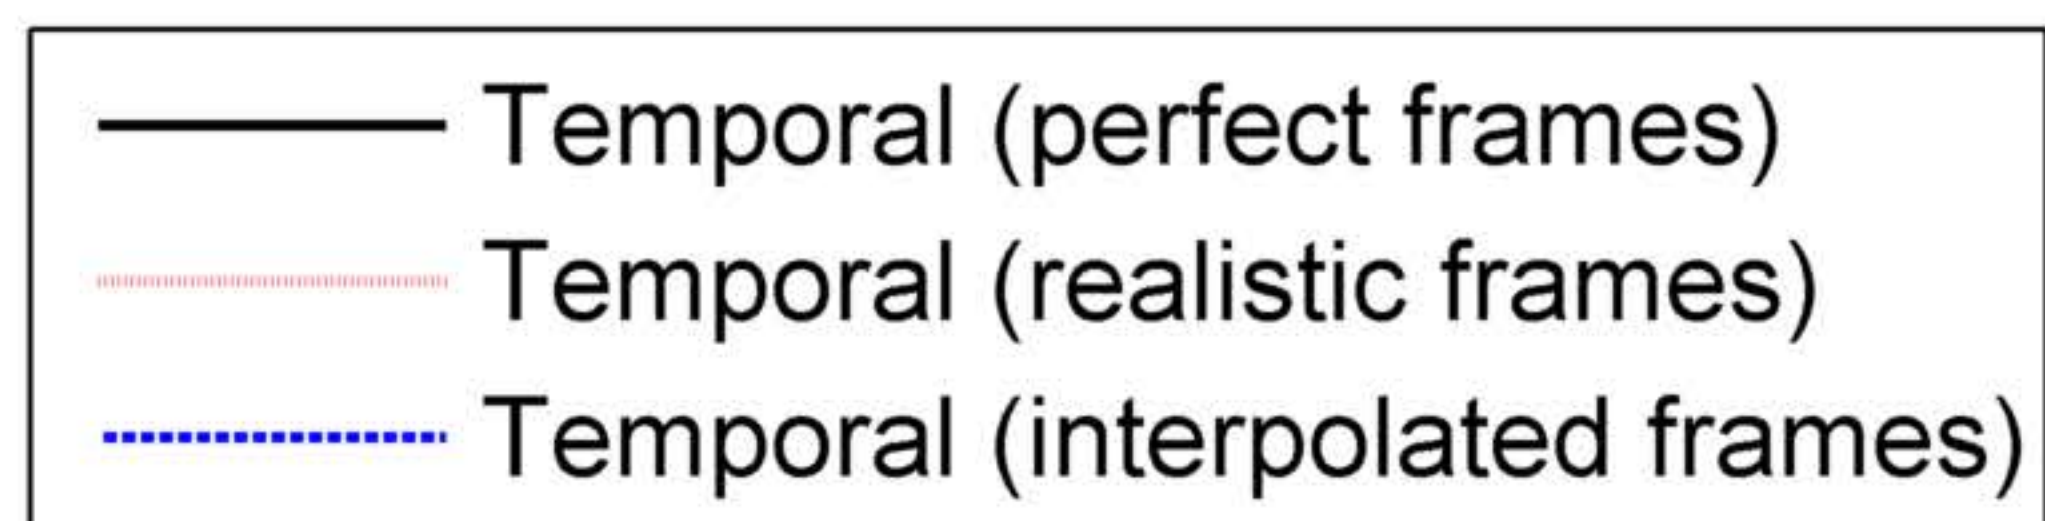 Temporal (perfect frames)
Temporal (realistic frames)
Temporal (interpolated frames)